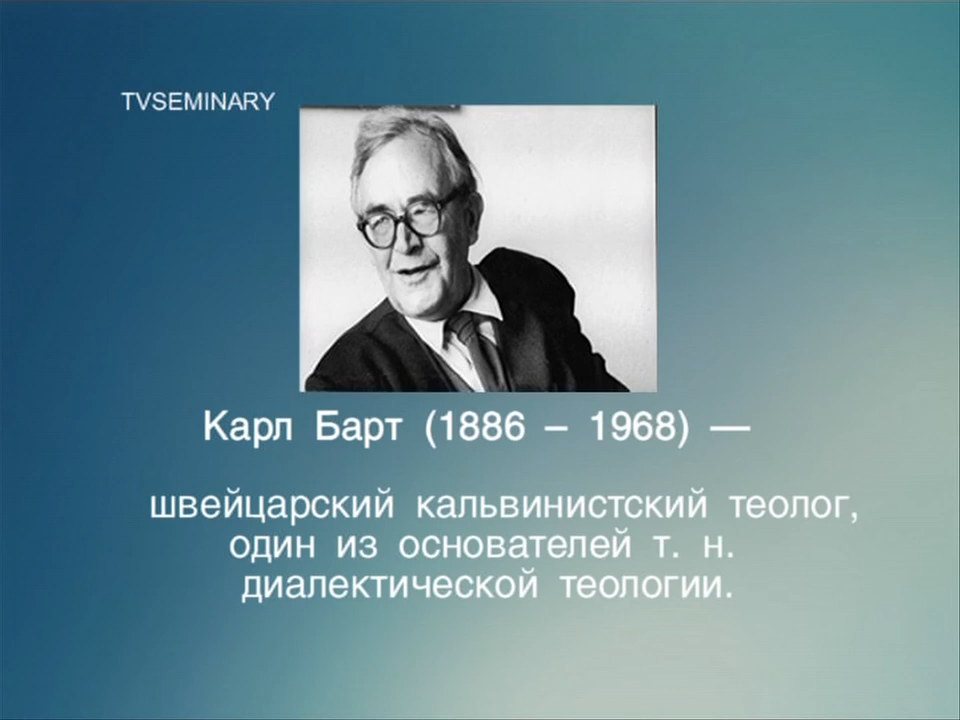 TVSEMINARY
Карл Барт (1886 – 1968) —
швейцарский кальвинистский теолог,
один из основателей т. н.
диалектической теологии.